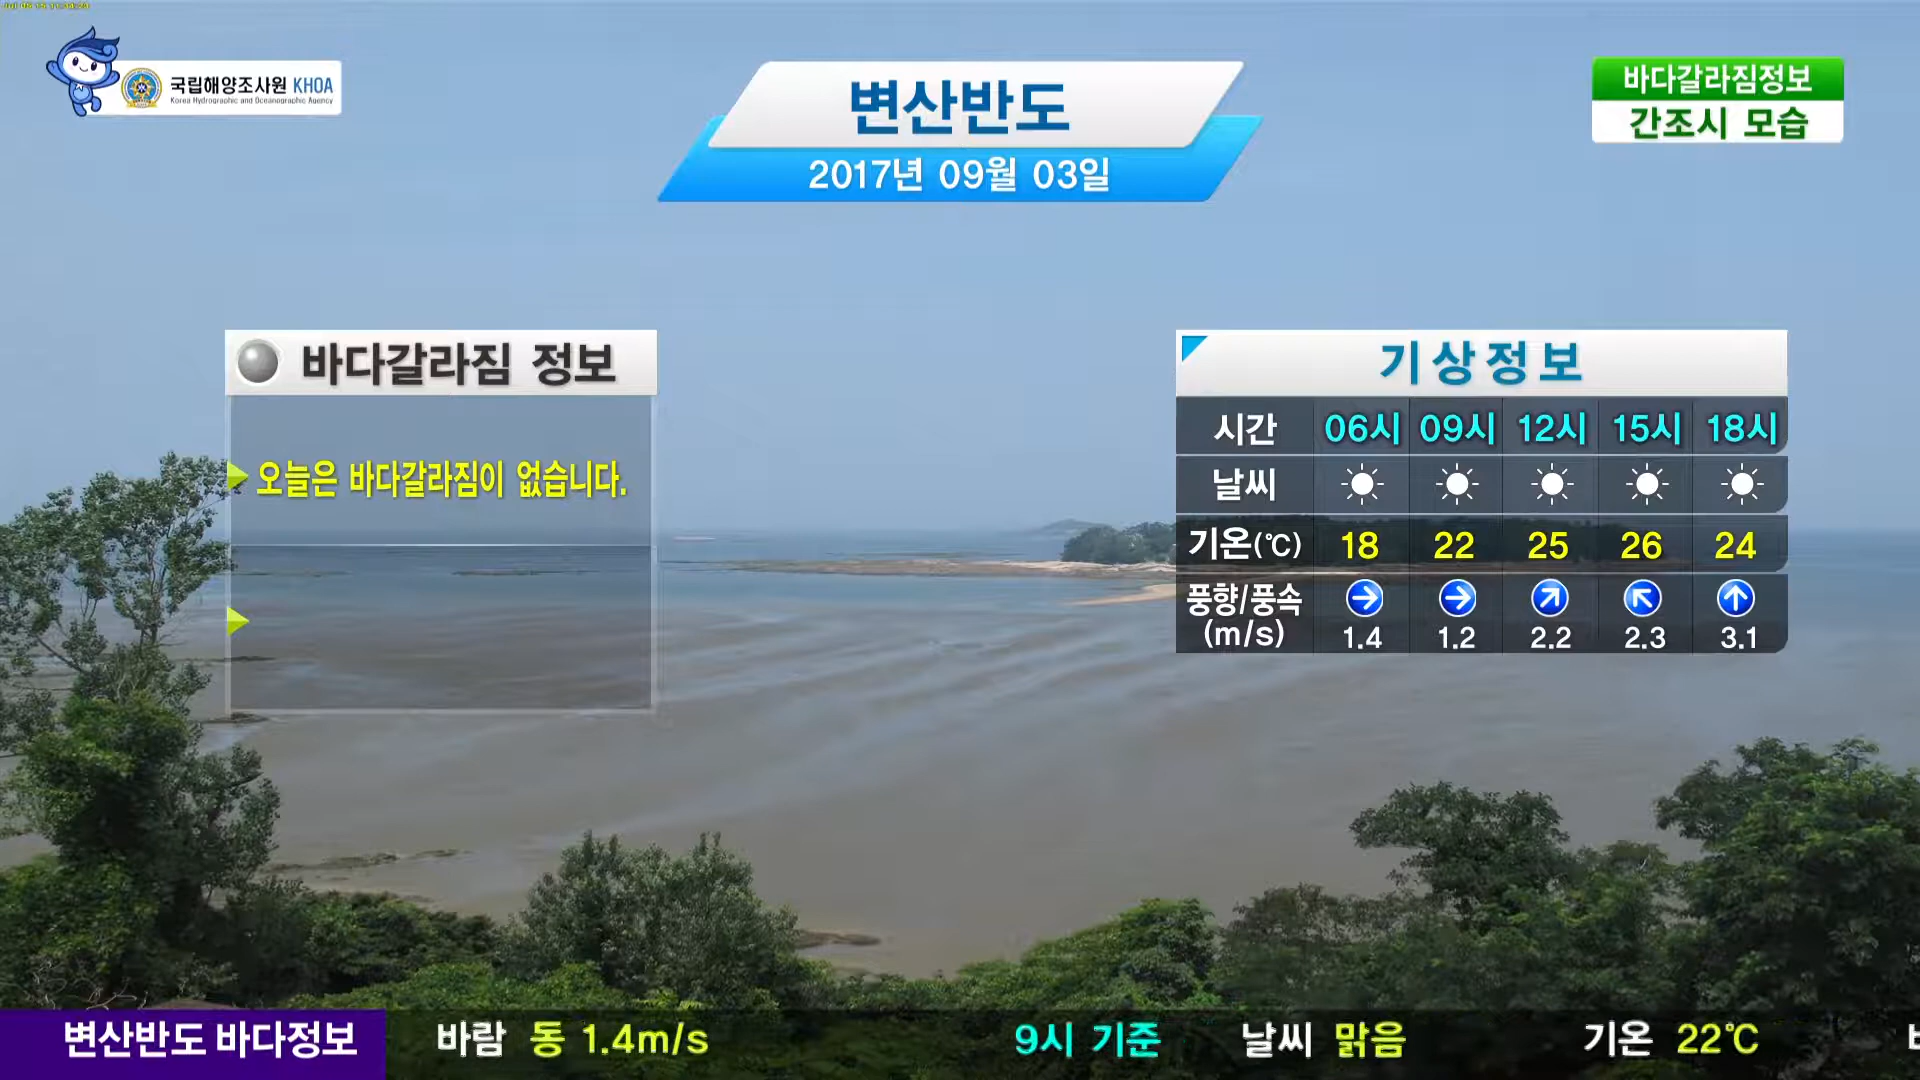 국립해양조사원 KHOA
Korea Hydrographic and Oceanographic Agency
변산반도
2017년 09월 03일
바다갈라짐정보
간조시 모습
바다갈라짐 정보
오늘은 바다갈라짐이 없습니다.
기상정보
시간 06시 09시 12시 15시 18시
날씨
기온(℃) 18 22 25 26 24
풍향/풍속
(m/s) 1.4 1.2 2.2 2.3 3.1
변산반도 바다정보 바람 동 1.4m/s 9시 기준 날씨 맑음 기온 22℃